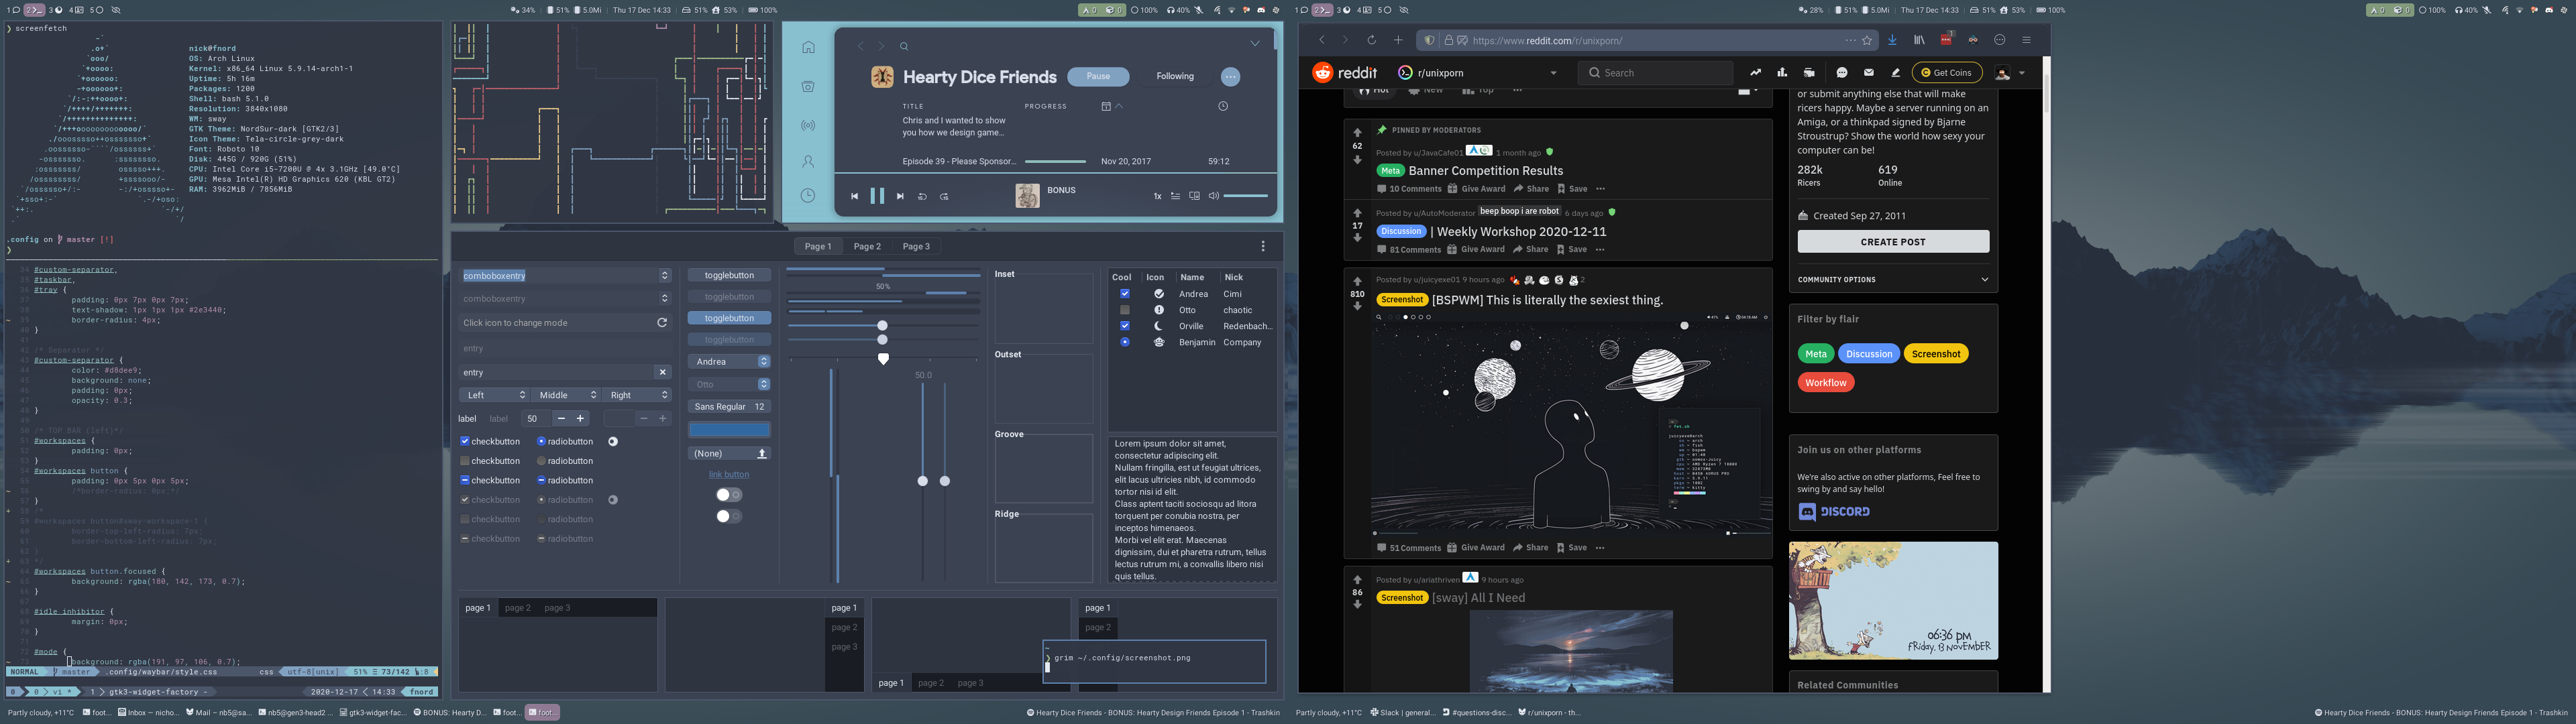 1 2 3 4 5
34% 51% 5.0Mi Thu 17 Dec 14:33 51% 53% 100%
0 0 100% 40%
1 2 3 4 5
28% 51% 5.0Mi Thu 17 Dec 14:33 51% 53% 100%
0 0 100% 40%
❯ screenfetch
nick@fnord
OS: Arch Linux
Kernel: x86_64 Linux 5.9.14-arch1-1
Uptime: 5h 16m
Packages: 1200
Shell: bash 5.1.0
Resolution: 3840x1080
WM: sway
GTK Theme: NordSur-dark [GTK2/3]
Icon Theme: Tela-circle-grey-dark
Font: Roboto 10
Disk: 445G / 920G (51%)
CPU: Intel Core i5-7200U @ 4x 3.1GHz [49.0°C]
GPU: Mesa Intel(R) HD Graphics 620 (KBL GT2)
RAM: 3962MiB / 7856MiB
.config on master [!]
❯
34 #custom-separator,
35 #taskbar,
36 #tray {
37 padding: 0px 7px 0px 7px;
38 text-shadow: 1px 1px 1px #2e3440;
39 border-radius: 4px;
40 }
41
42 /* Separator */
43 #custom-separator {
44 color: #d8dee9;
45 background: none;
46 padding: 0px;
47 opacity: 0.3;
48 }
49
50 /* TOP BAR (left)*/
51 #workspaces {
52 padding: 0px;
53 }
54 #workspaces button {
55 padding: 0px 5px 0px 5px;
56 /*border-radius: 0px;*/
57 }
58 /*
59 #workspaces button#sway-workspace-1 {
60 border-top-left-radius: 7px;
61 border-bottom-left-radius: 7px;
62 }
63 */
64 #workspaces button.focused {
65 background: rgba(180, 142, 173, 0.7);
66 }
67
68 #idle_inhibitor {
69 margin: 0px;
70 }
71
72 #mode {
73 background: rgba(191, 97, 106, 0.7);
NORMAL master .config/waybar/style.css css utf-8[unix] 51% 73/142 :8
0 0 vi * 1 gtk3-widget-factory - 2020-12-17 14:33 fnord
Hearty Dice Friends Pause Following
TITLE PROGRESS
Chris and I wanted to show
you how we design game...
Episode 39 - Please Sponsor... Nov 20, 2017 59:12
BONUS
1x
Page 1 Page 2 Page 3
comboboxentry
comboboxentry
Click icon to change mode
entry
entry
Left Middle Right
label label 50
checkbutton radiobutton
checkbutton radiobutton
checkbutton radiobutton
checkbutton radiobutton
checkbutton radiobutton
checkbutton radiobutton
togglebutton
togglebutton
togglebutton
togglebutton
Andrea
Otto
Sans Regular 12
(None)
link button
50%
50.0
Inset
Outset
Groove
Ridge
Cool Icon Name Nick
Andrea Cimi
Otto chaotic
Orville Redenbach...
Benjamin Company
Lorem ipsum dolor sit amet,
consectetur adipiscing elit.
Nullam fringilla, est ut feugiat ultrices,
elit lacus ultricies nibh, id commodo
tortor nisi id elit.
Class aptent taciti sociosqu ad litora
torquent per conubia nostra, per
inceptos himenaeos.
Morbi vel elit erat. Maecenas
dignissim, dui et pharetra rutrum, tellus
lectus rutrum mi, a convallis libero nisi
quis tellus.
page 1 page 2 page 3
page 1
page 2
page 3
page 1 page 2 page 3
page 1
page 2
~
❯ grim ~/.config/screenshot.png
https://www.reddit.com/r/unixporn/
reddit r/unixporn Search Get Coins
Hot New Top
PINNED BY MODERATORS
62
Posted by u/JavaCafe01 1 month ago
Meta Banner Competition Results
10 Comments Give Award Share Save
17
Posted by u/AutoModerator beep boop i are robot 6 days ago
Discussion | Weekly Workshop 2020-12-11
81 Comments Give Award Share Save
810
Posted by u/juicyexe01 9 hours ago 2
Screenshot [BSPWM] This is literally the sexiest thing.
51 Comments Give Award Share Save
86
Posted by u/ariathriven 9 hours ago
Screenshot [sway] All I Need
or submit anything else that will make
ricers happy. Maybe a server running on an
Amiga, or a thinkpad signed by Bjarne
Stroustrup? Show the world how sexy your
computer can be!
282k 619
Ricers Online
Created Sep 27, 2011
CREATE POST
COMMUNITY OPTIONS
Filter by flair
Meta Discussion Screenshot
Workflow
Join us on other platforms
We're also active on other platforms, Feel free to
swing by and say hello!
DISCORD
06:36 PM
FRIday, 13 NOVEMBER
Related Communities
Partly cloudy, +11°C foot... Inbox — nicho... Mail – nb5@sa... nb5@gen3-head2 ... gtk3-widget-fac... BONUS: Hearty D... foot... foot...
Hearty Dice Friends - BONUS: Hearty Design Friends Episode 1 - Trashkin
Partly cloudy, +11°C Slack | general... #questions-disc... r/unixporn - th...
Hearty Dice Friends - BONUS: Hearty Design Friends Episode 1 - Trashkin